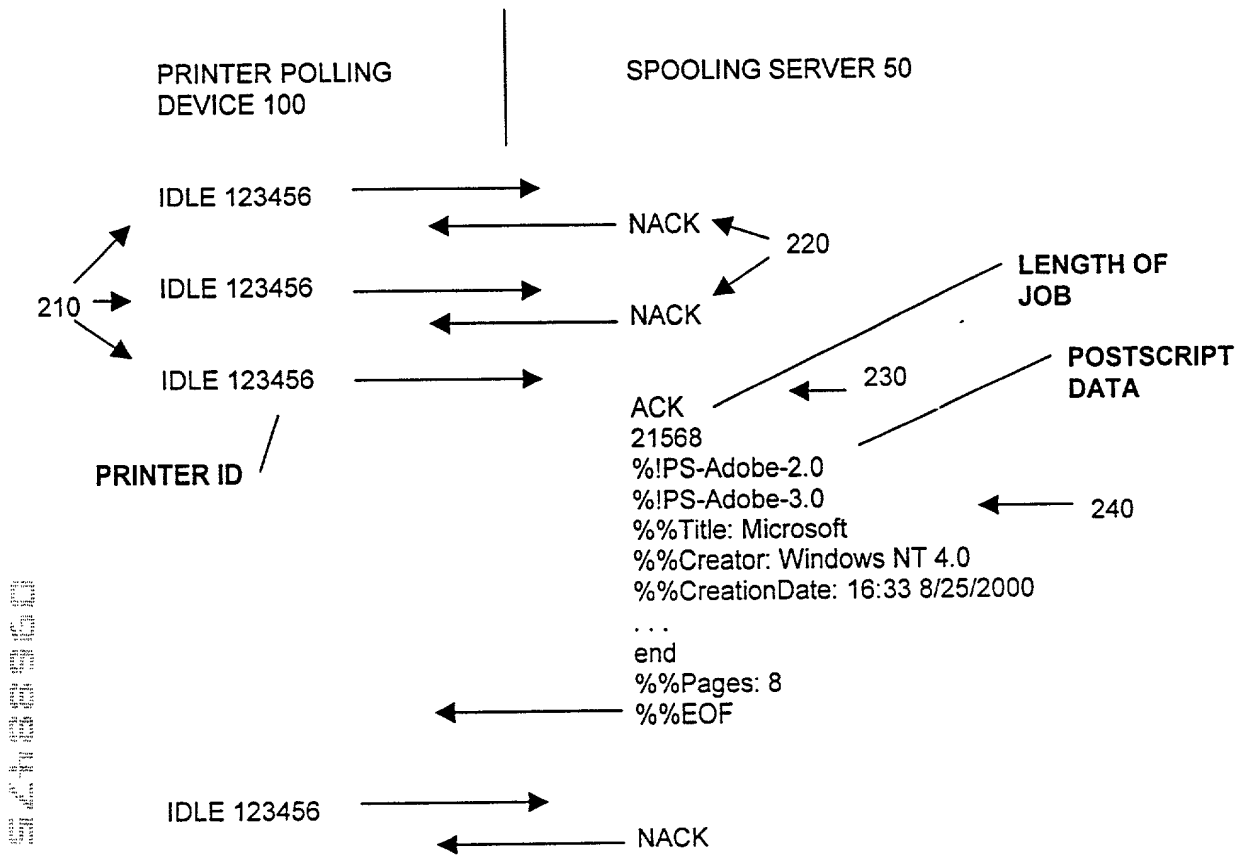 PRINTER POLLING
DEVICE 100
SPOOLING SERVER 50
IDLE 123456
NACK
220
LENGTH OF
JOB
IDLE 123456
210
NACK
POSTSCRIPT
DATA
IDLE 123456
230
ACK
21568
PRINTER ID
%!PS-Adobe-2.0
%!PS-Adobe-3.0
240
%%Title: Microsoft
%%Creator: Windows NT 4.0
%%CreationDate: 16:33 8/25/2000
. . .
end
%%Pages: 8
%%EOF
IDLE 123456
NACK